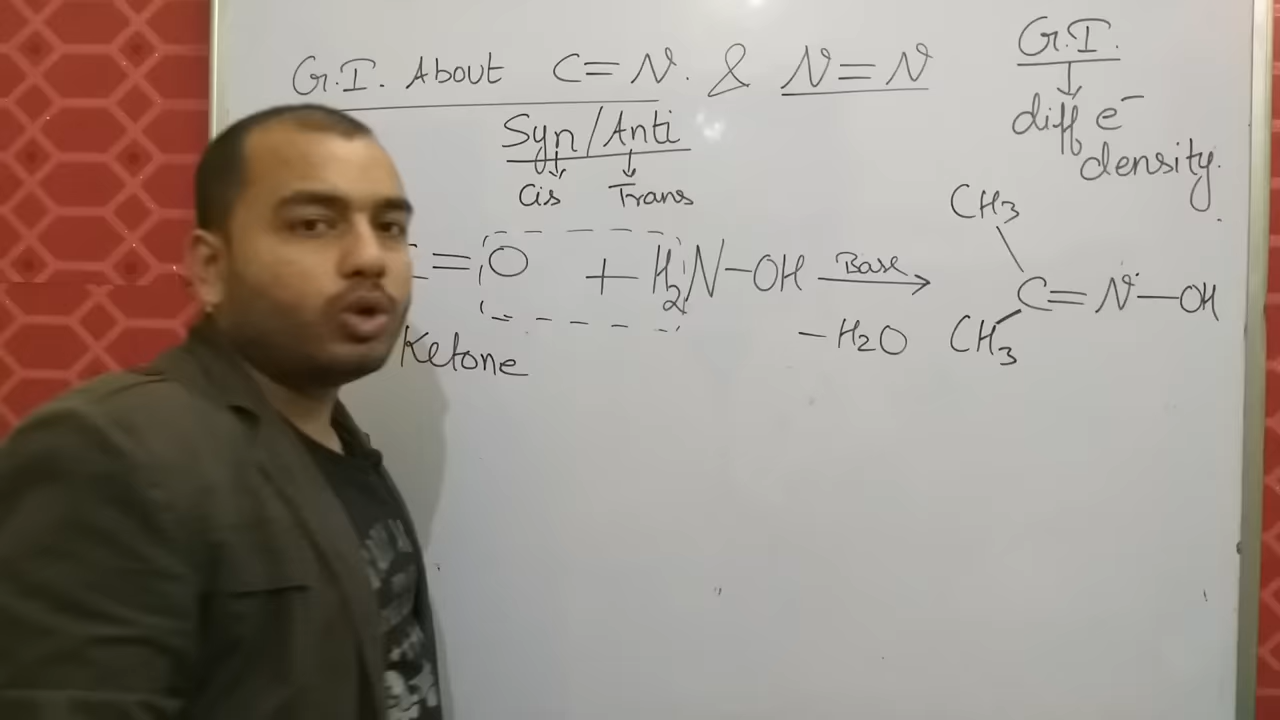 G.I. About C=N. & N=N
Syn/Anti
Cis Trans
G.I.
diff e⁻
density.
=O + H₂N-OH Base
-H₂O
Ketone
CH₃
C=N-OH
CH₃